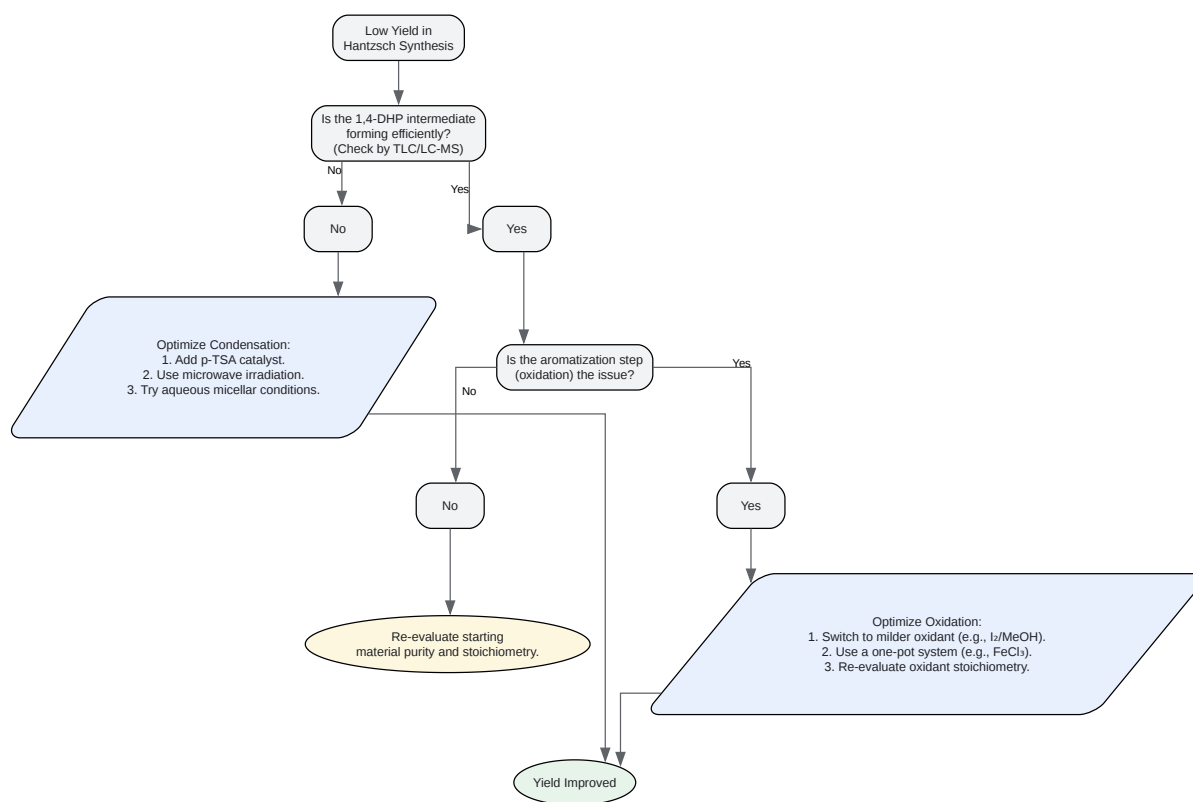 Low Yield in
Hantzsch Synthesis
Is the 1,4-DHP intermediate
forming efficiently?
(Check by TLC/LC-MS)
No
Yes
No
Yes
Optimize Condensation:
1. Add p-TSA catalyst.
2. Use microwave irradiation.
3. Try aqueous micellar conditions.
Is the aromatization step
(oxidation) the issue?
Yes
No
No
Yes
Re-evaluate starting
material purity and stoichiometry.
Optimize Oxidation:
1. Switch to milder oxidant (e.g., I₂/MeOH).
2. Use a one-pot system (e.g., FeCl₃).
3. Re-evaluate oxidant stoichiometry.
Yield Improved